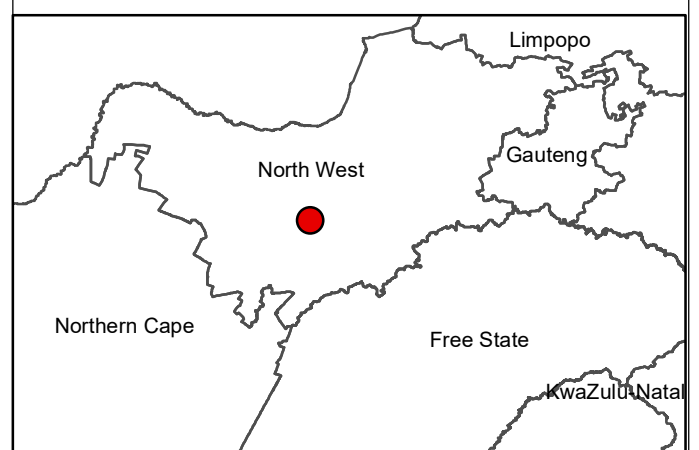 Limpopo
Gauteng
North West
Northern Cape
Free State
KwaZulu-Natal